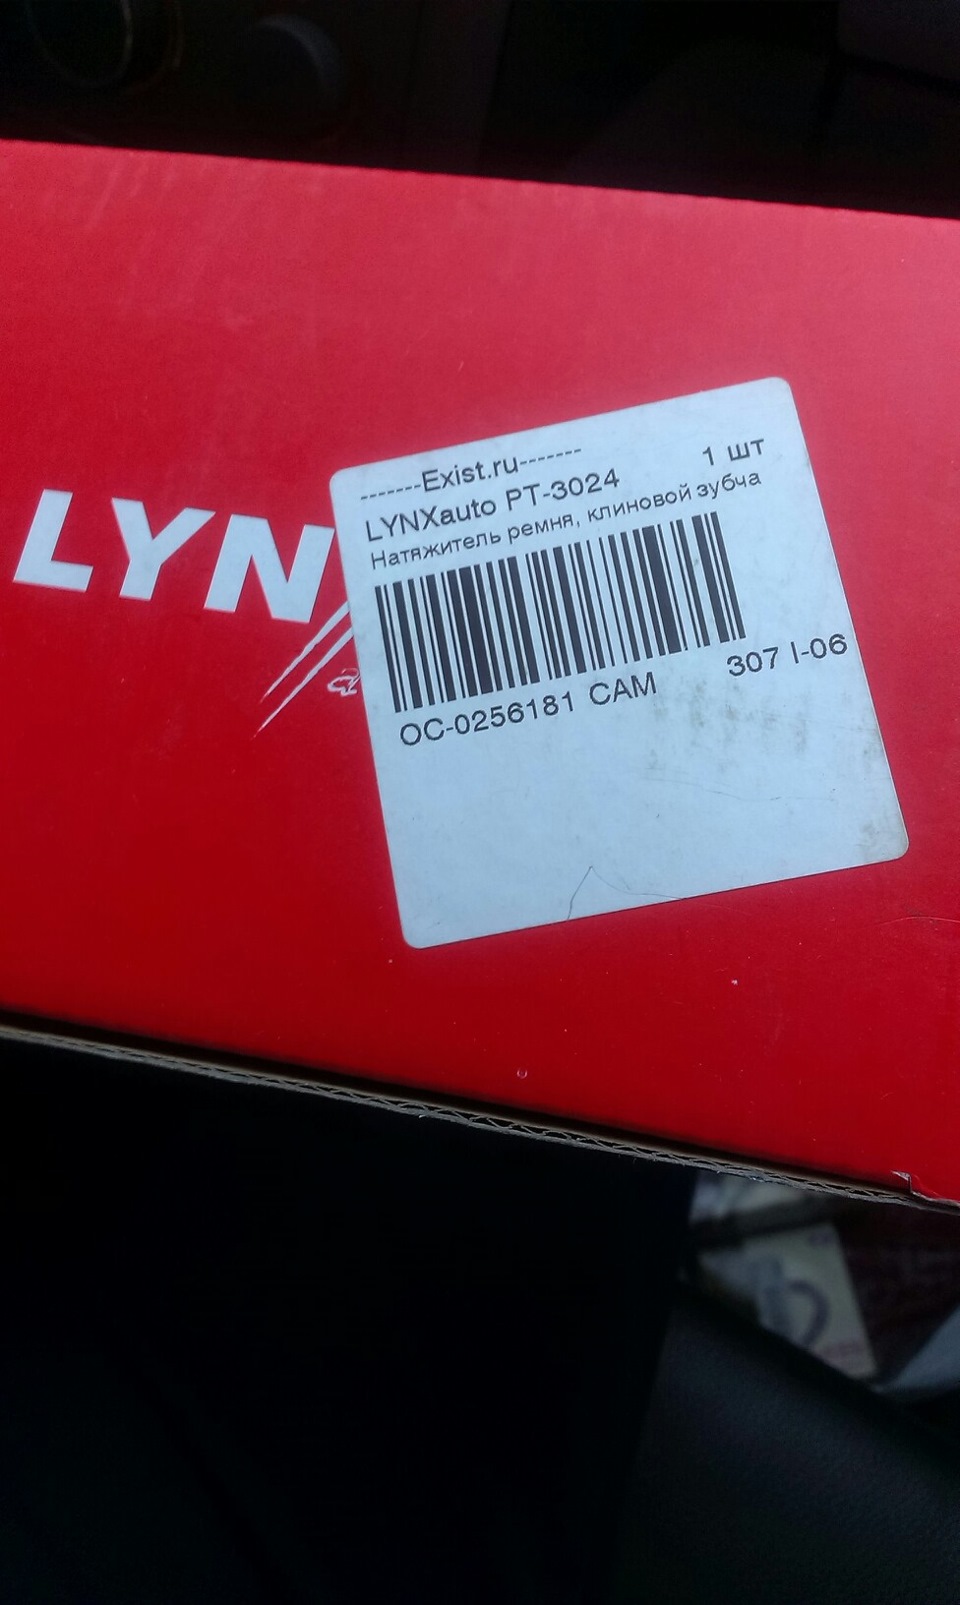 LYN
a
-------Exist.ru-------
LYNXauto PT-3024 1 шт
Натяжитель ремня, клиновой зубча
OC-0256181 CAM 307 I-06